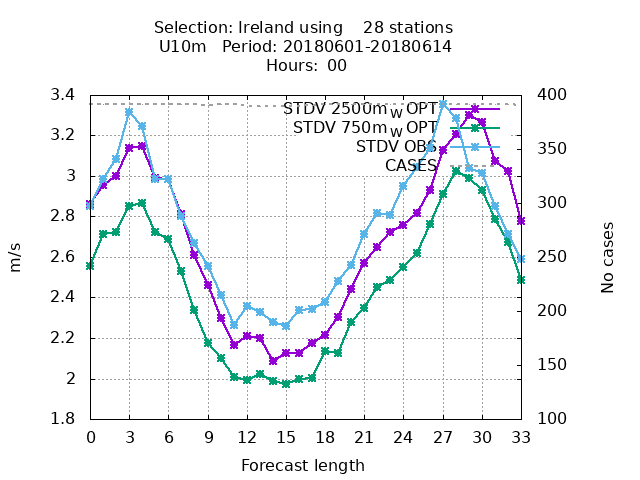 Selection: Ireland using    28 stations
U10m   Period: 20180601-20180614
Hours:  00
3.4
3.2
3
2.8
2.6
2.4
2.2
2
1.8
m/s
STDV 2500m_W OPT
STDV 750m_W OPT
STDV OBS
CASES
400
350
300
250
200
150
100
No cases
0 3 6 9 12 15 18 21 24 27 30 33
Forecast length